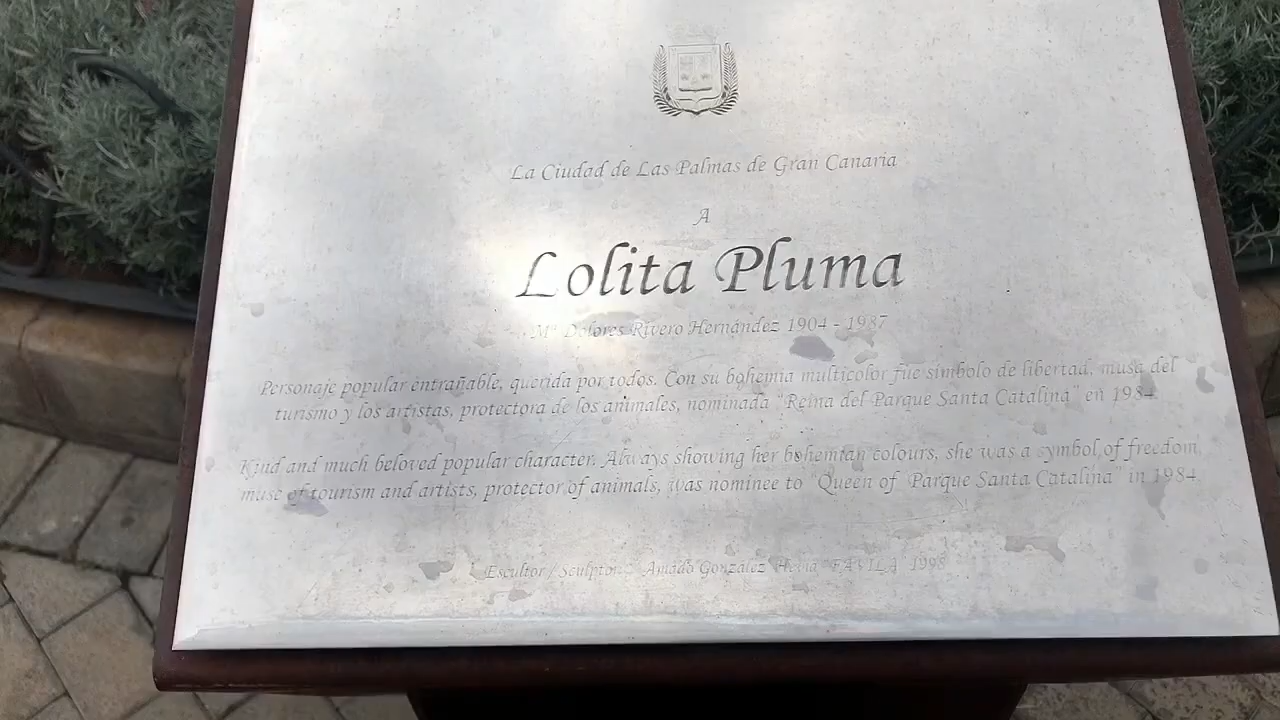 La Ciudad de Las Palmas de Gran Canaria
A
Lolita Pluma
Mª Dolores Rivero Hernández 1904 - 1987
Personaje popular entrañable, querida por todos. Con su bohemia multicolor fue símbolo de libertad, musa del
turismo y los artistas, protectora de los animales, nominada "Reina del Parque Santa Catalina" en 1984
Kind and much beloved popular character. Always showing her bohemian colours, she was a symbol of freedom,
muse of tourism and artists, protector of animals, was nominee to "Queen of Parque Santa Catalina" in 1984.
Escultor / Sculptor: Amado González 1998